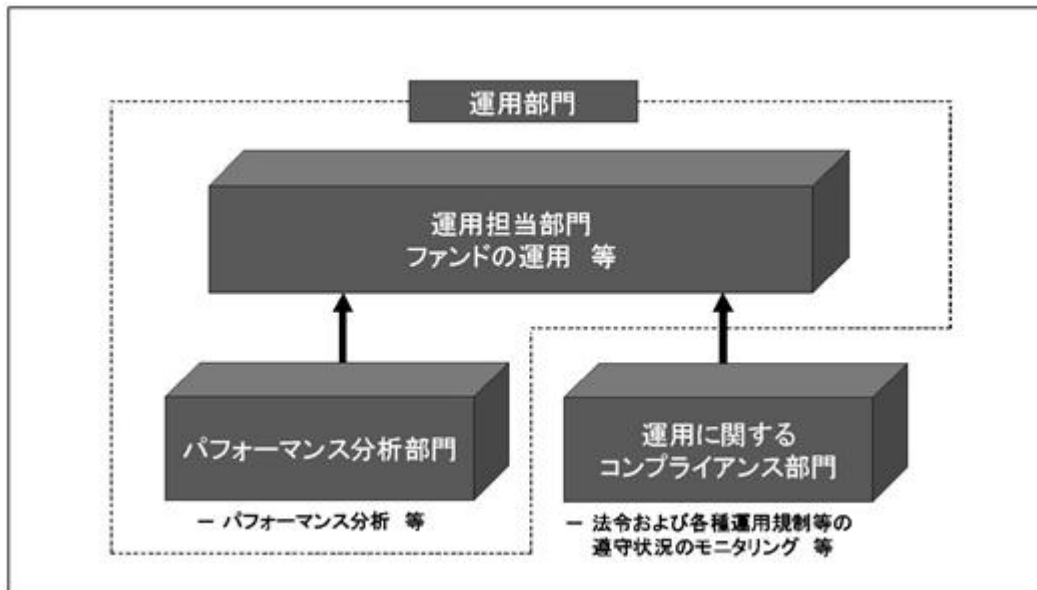 運用部門
運用担当部門
ファンドの運用　等
パフォーマンス分析部門
－ パフォーマンス分析　等
運用に関する
コンプライアンス部門
－ 法令および各種運用規制等の
遵守状況のモニタリング　等